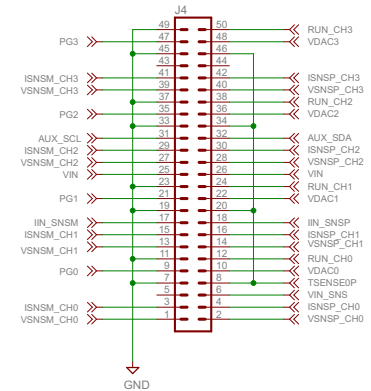 J4
49 50 RUN_CH3
PG3 47 48 VDAC3
45 46
43 44
ISNSM_CH3 41 42 ISNSP_CH3
VSNSM_CH3 39 40 VSNSP_CH3
37 38 RUN_CH2
PG2 35 36 VDAC2
33 34
AUX_SCL 31 32 AUX_SDA
ISNSM_CH2 29 30 ISNSP_CH2
VSNSM_CH2 27 28 VSNSP_CH2
VIN 25 26 VIN
23 24 RUN_CH1
PG1 21 22 VDAC1
19 20
IIN_SNSM 17 18 IIN_SNSP
ISNSM_CH1 15 16 ISNSP_CH1
VSNSM_CH1 13 14 VSNSP_CH1
11 12 RUN_CH0
PG0 9 10 VDAC0
7 8 TSENSE0P
5 6 VIN_SNS
ISNSM_CH0 3 4 ISNSP_CH0
VSNSM_CH0 1 2 VSNSP_CH0
GND